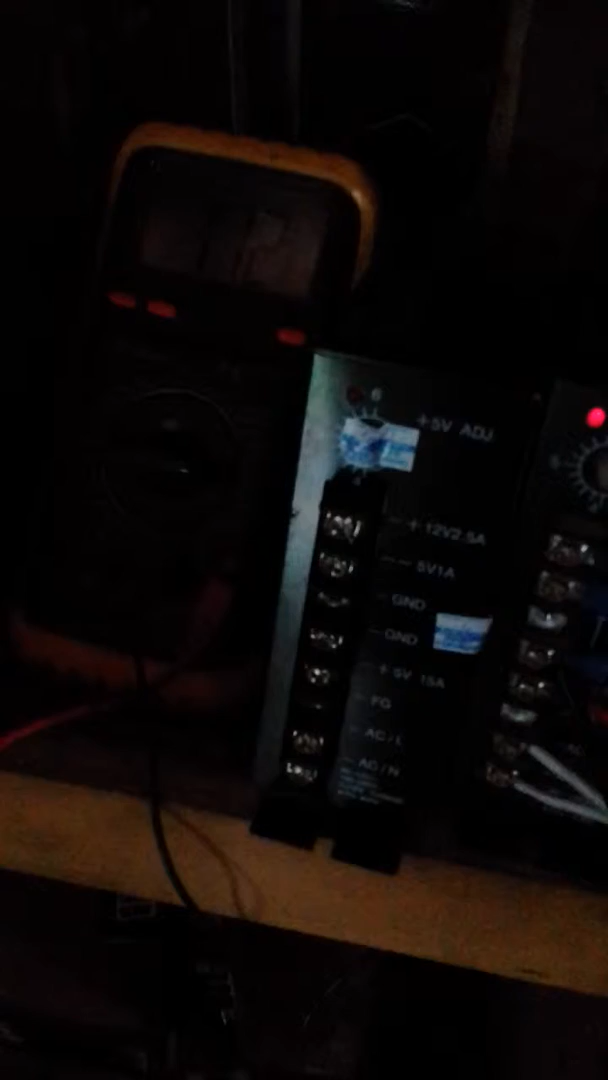 +5V ADJ
+12V2.5A
-5V1A
GND
GND
+5V 15A
FG
AC/L
AC/N